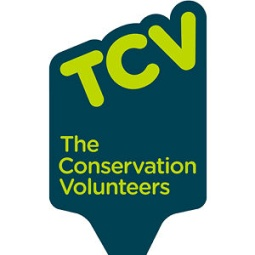 TCV
The
Conservation
Volunteers